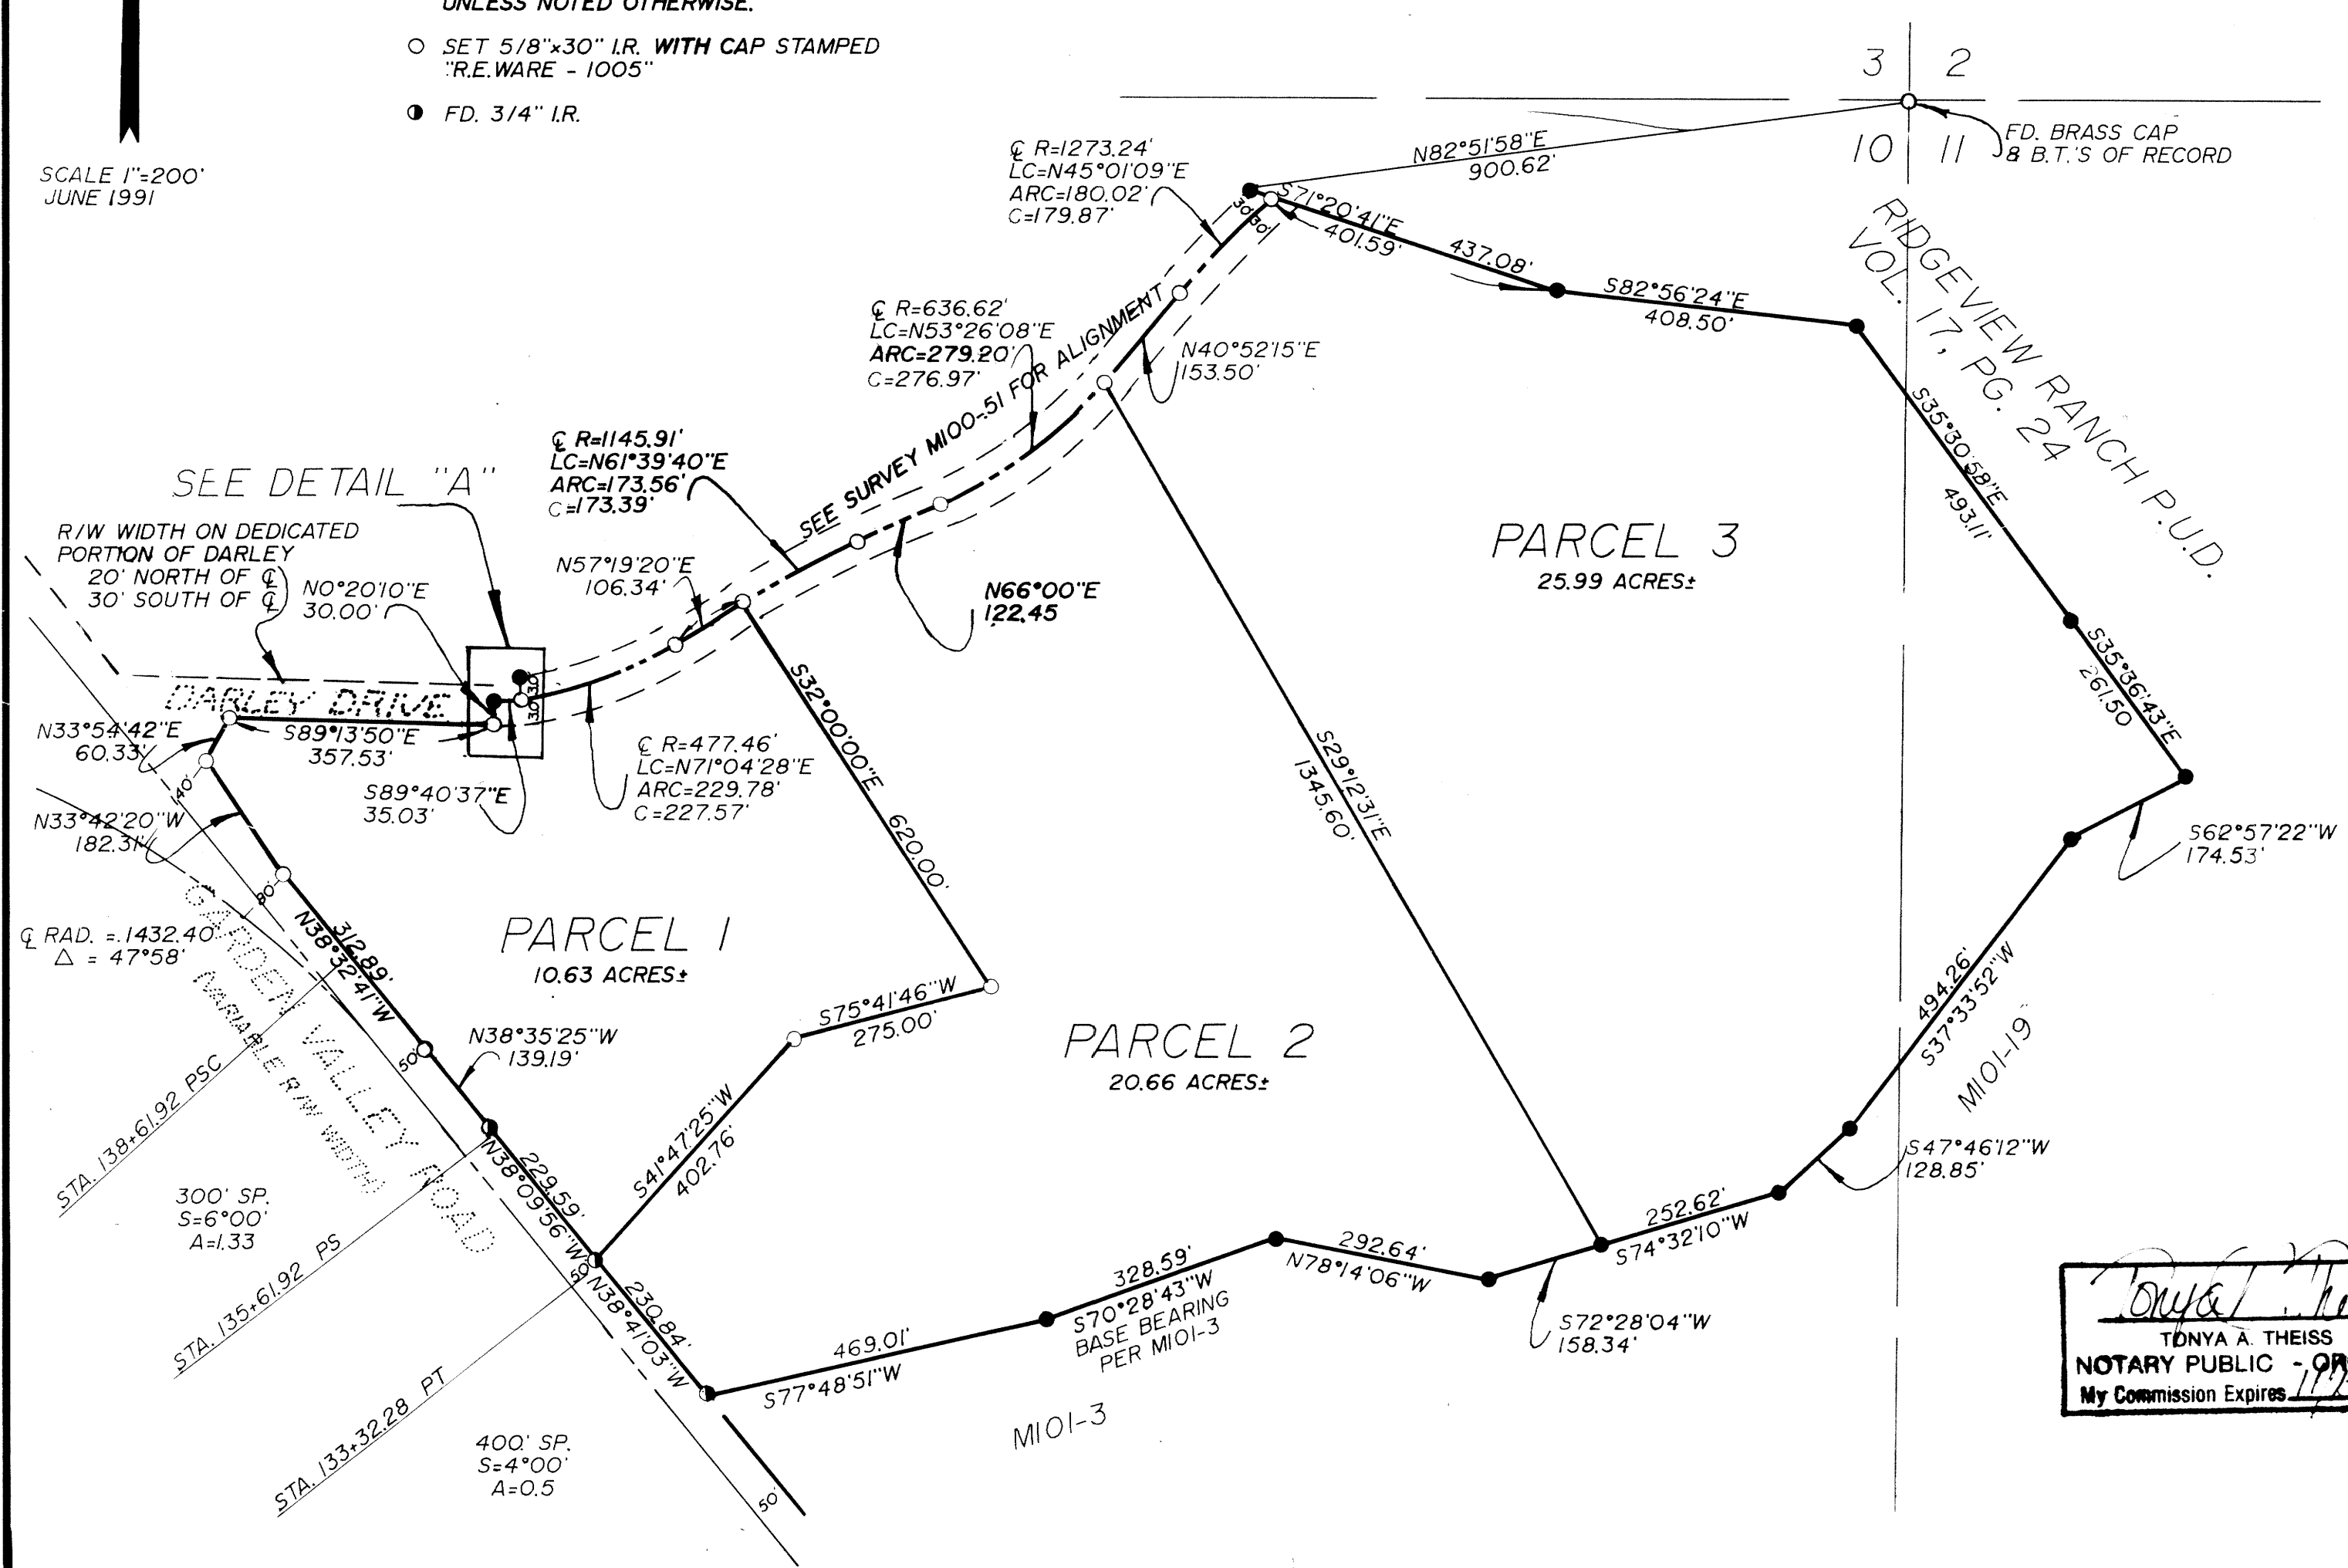 UNLESS NOTED OTHERWISE.
SET 5/8"x30" I.R. WITH CAP STAMPED
"R.E.WARE - 1005"
FD. 3/4" I.R.
SCALE 1"=200'
JUNE 1991
3 2
10 11
FD. BRASS CAP
& B.T.'S OF RECORD
N82°51'58"E
900.62'
℄ R=1273.24'
LC=N45°01'09"E
ARC=180.02'
C=179.87'
30' 30'
S71°20'41"E
401.59'
437.08'
S82°56'24"E
408.50'
RIDGEVIEW RANCH P.U.D.
VOL. 17, PG. 24
℄ R=636.62'
LC=N53°26'08"E
ARC=279.20'
C=276.97'
SEE SURVEY M100-51 FOR ALIGNMENT
N40°52'15"E
153.50'
S35°30'58"E
493.11'
℄ R=1145.91'
LC=N61°39'40"E
ARC=173.56'
C=173.39'
SEE DETAIL "A"
R/W WIDTH ON DEDICATED
PORTION OF DARLEY
20' NORTH OF ℄
30' SOUTH OF ℄
N0°20'10"E
30.00'
N57°19'20"E
106.34'
N66°00"E
122.45
PARCEL 3
25.99 ACRES±
S35°36'43"E
261.50
DARLEY DRIVE
30' 30'
N33°54'42"E
60.33'
S89°13'50"E
357.53'
S89°40'37"E
35.03'
℄ R=477.46'
LC=N71°04'28"E
ARC=229.78'
C=227.57'
S32°00'00"E
620.00'
S29°12'31"E
1345.60'
40'
N33°42'20"W
182.31'
80'
S62°57'22"W
174.53'
℄ RAD. = 1432.40'
△ = 47°58'
312.89'
N38°32'41"W
PARCEL 1
10.63 ACRES±
S75°41'46"W
275.00'
494.26'
S37°33'52"W
M101-19
GARDEN VALLEY ROAD
(VARIABLE R/W WIDTH)
N38°35'25"W
139.19'
50'
PARCEL 2
20.66 ACRES±
STA. 138+61.92 PSC
S41°47'25"W
402.76'
S47°46'12"W
128.85'
300' SP.
S=6°00'
A=1.33
229.59'
N38°09'56"W
252.62'
S74°32'10"W
STA. 135+61.92 PS
50'
230.84'
N38°41'03"W
292.64'
N78°14'06"W
328.59'
S70°28'43"W
BASE BEARING
PER M101-3
S72°28'04"W
158.34'
469.01'
S77°48'51"W
M101-3
STA. 133+32.28 PT
400' SP.
S=4°00'
A=0.5
50'
TONYA A. THEISS
NOTARY PUBLIC - OR
My Commission Expires